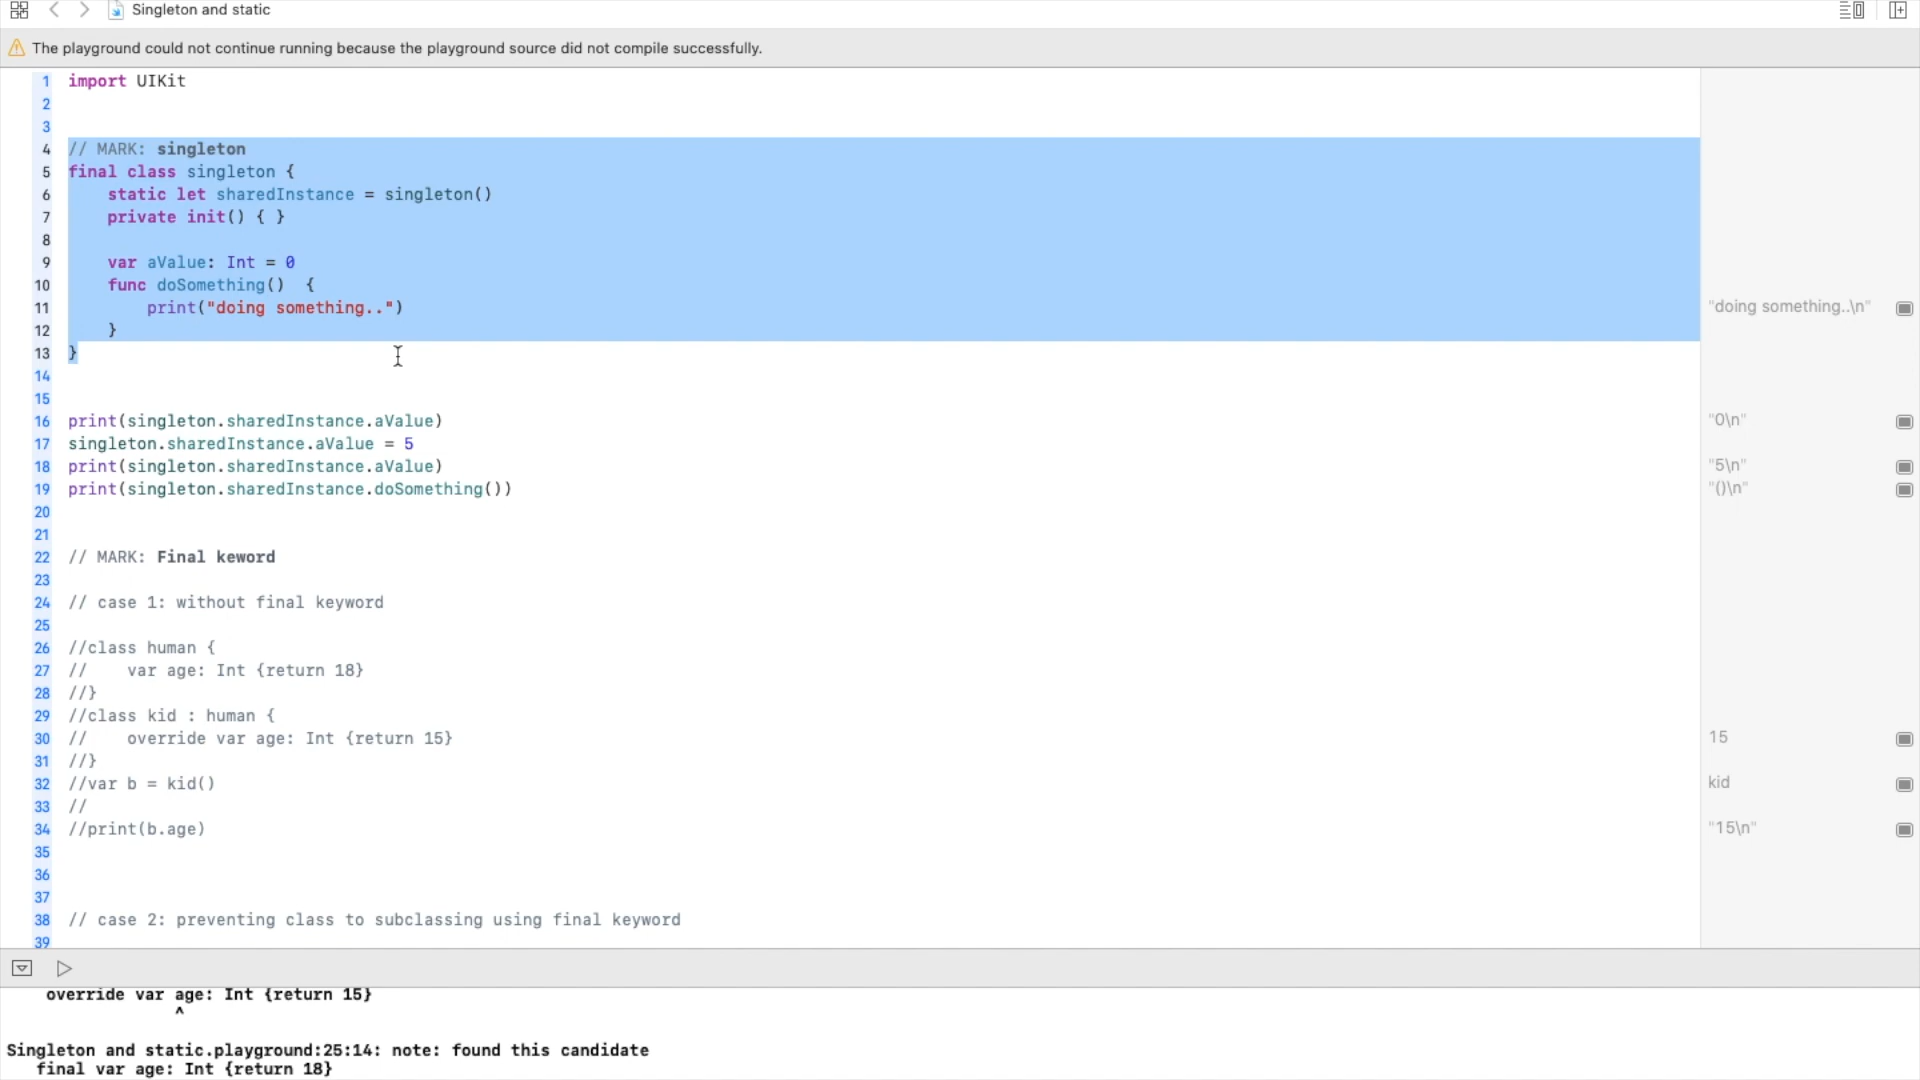 Singleton and static
The playground could not continue running because the playground source did not compile successfully.
1 import UIKit
2
3
4 // MARK: singleton
5 final class singleton {
6     static let sharedInstance = singleton()
7     private init() { }
8
9     var aValue: Int = 0
10     func doSomething()  {
11         print("doing something..") "doing something..\n"
12     }
13 }
14
15
16 print(singleton.sharedInstance.aValue) "0\n"
17 singleton.sharedInstance.aValue = 5
18 print(singleton.sharedInstance.aValue) "5\n"
19 print(singleton.sharedInstance.doSomething()) "()\n"
20
21
22 // MARK: Final keword
23
24 // case 1: without final keyword
25
26 //class human {
27 //    var age: Int {return 18}
28 //}
29 //class kid : human {
30 //    override var age: Int {return 15} 15
31 //}
32 //var b = kid() kid
33 //
34 //print(b.age) "15\n"
35
36
37
38 // case 2: preventing class to subclassing using final keyword
39
override var age: Int {return 15}
^
Singleton and static.playground:25:14: note: found this candidate
final var age: Int {return 18}